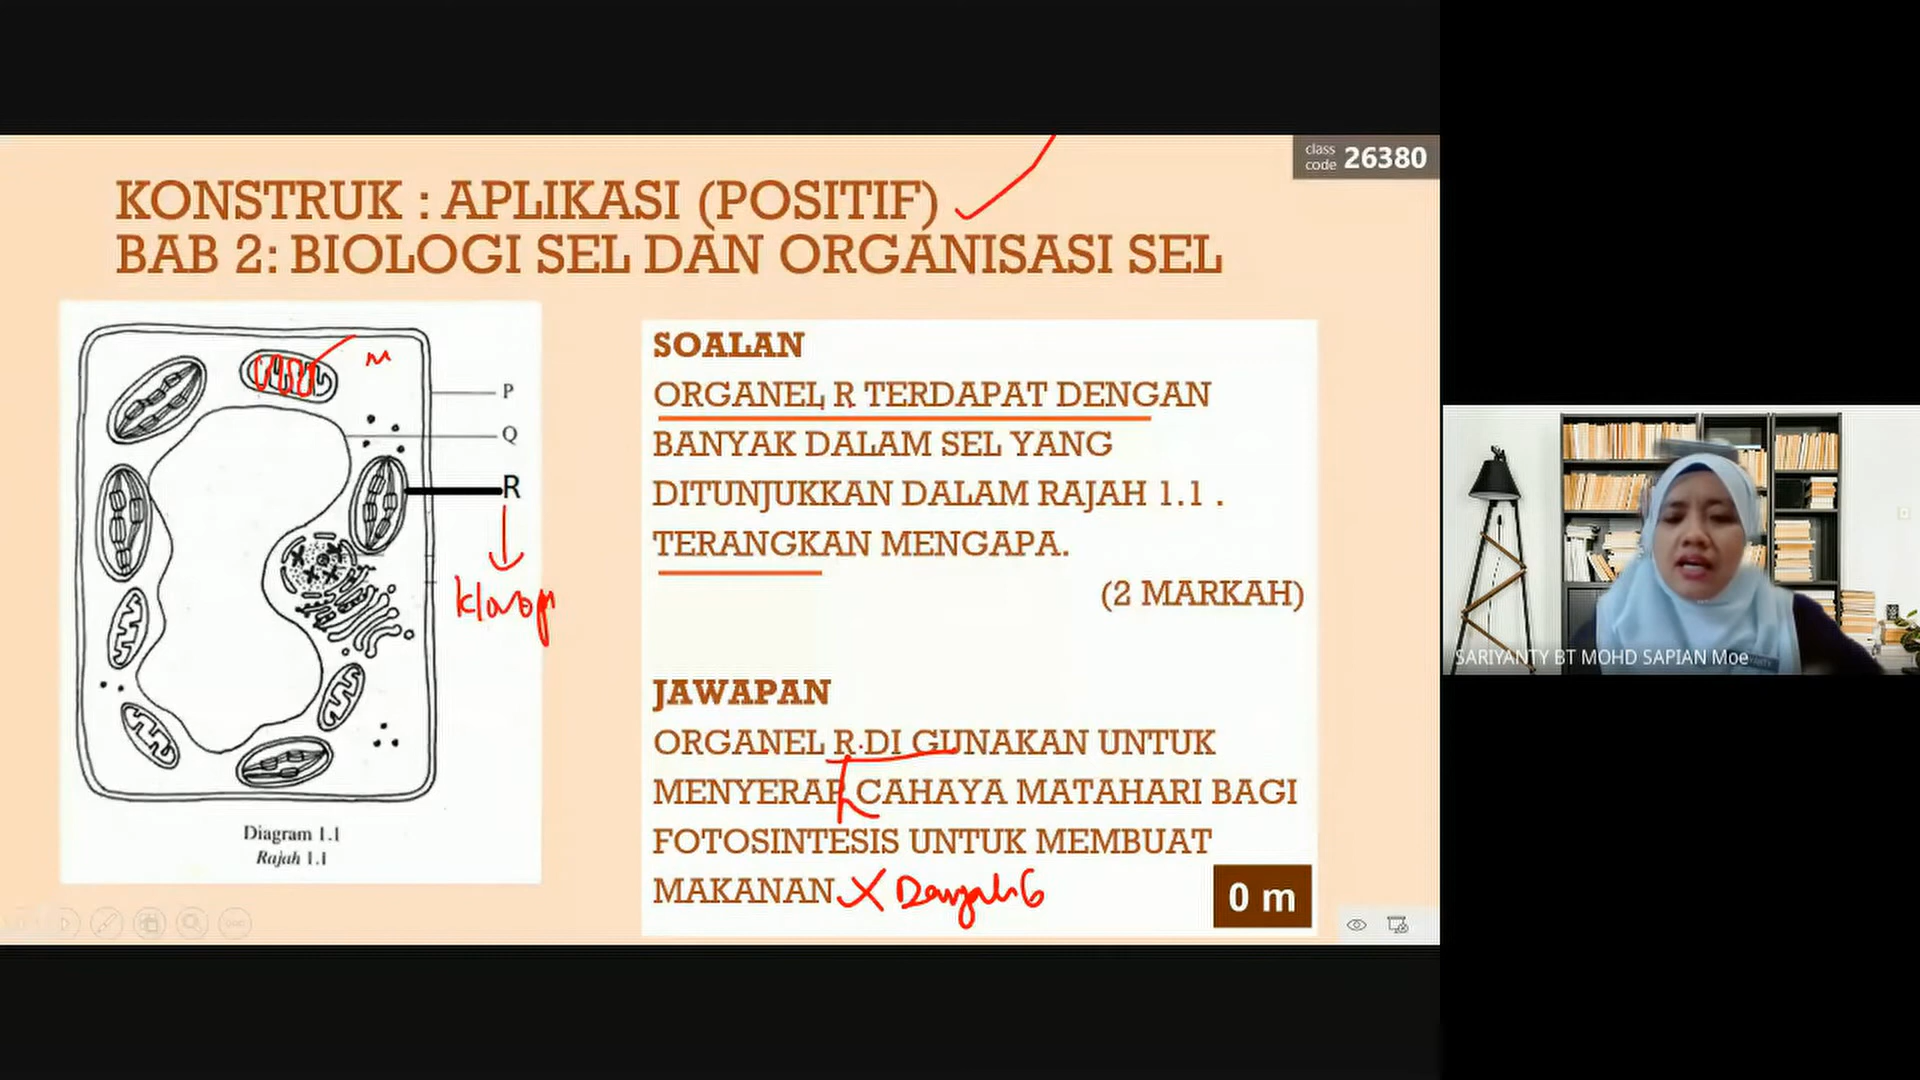 class
code 26380
KONSTRUK : APLIKASI (POSITIF)
BAB 2: BIOLOGI SEL DAN ORGANISASI SEL
P
Q
R
Diagram 1.1
Rajah 1.1
SOALAN
ORGANEL R TERDAPAT DENGAN
BANYAK DALAM SEL YANG
DITUNJUKKAN DALAM RAJAH 1.1 .
TERANGKAN MENGAPA.
(2 MARKAH)
JAWAPAN
ORGANEL R DI GUNAKAN UNTUK
MENYERAP CAHAYA MATAHARI BAGI
FOTOSINTESIS UNTUK MEMBUAT
MAKANAN
0 m
SARIYANTY BT MOHD SAPIAN Moe